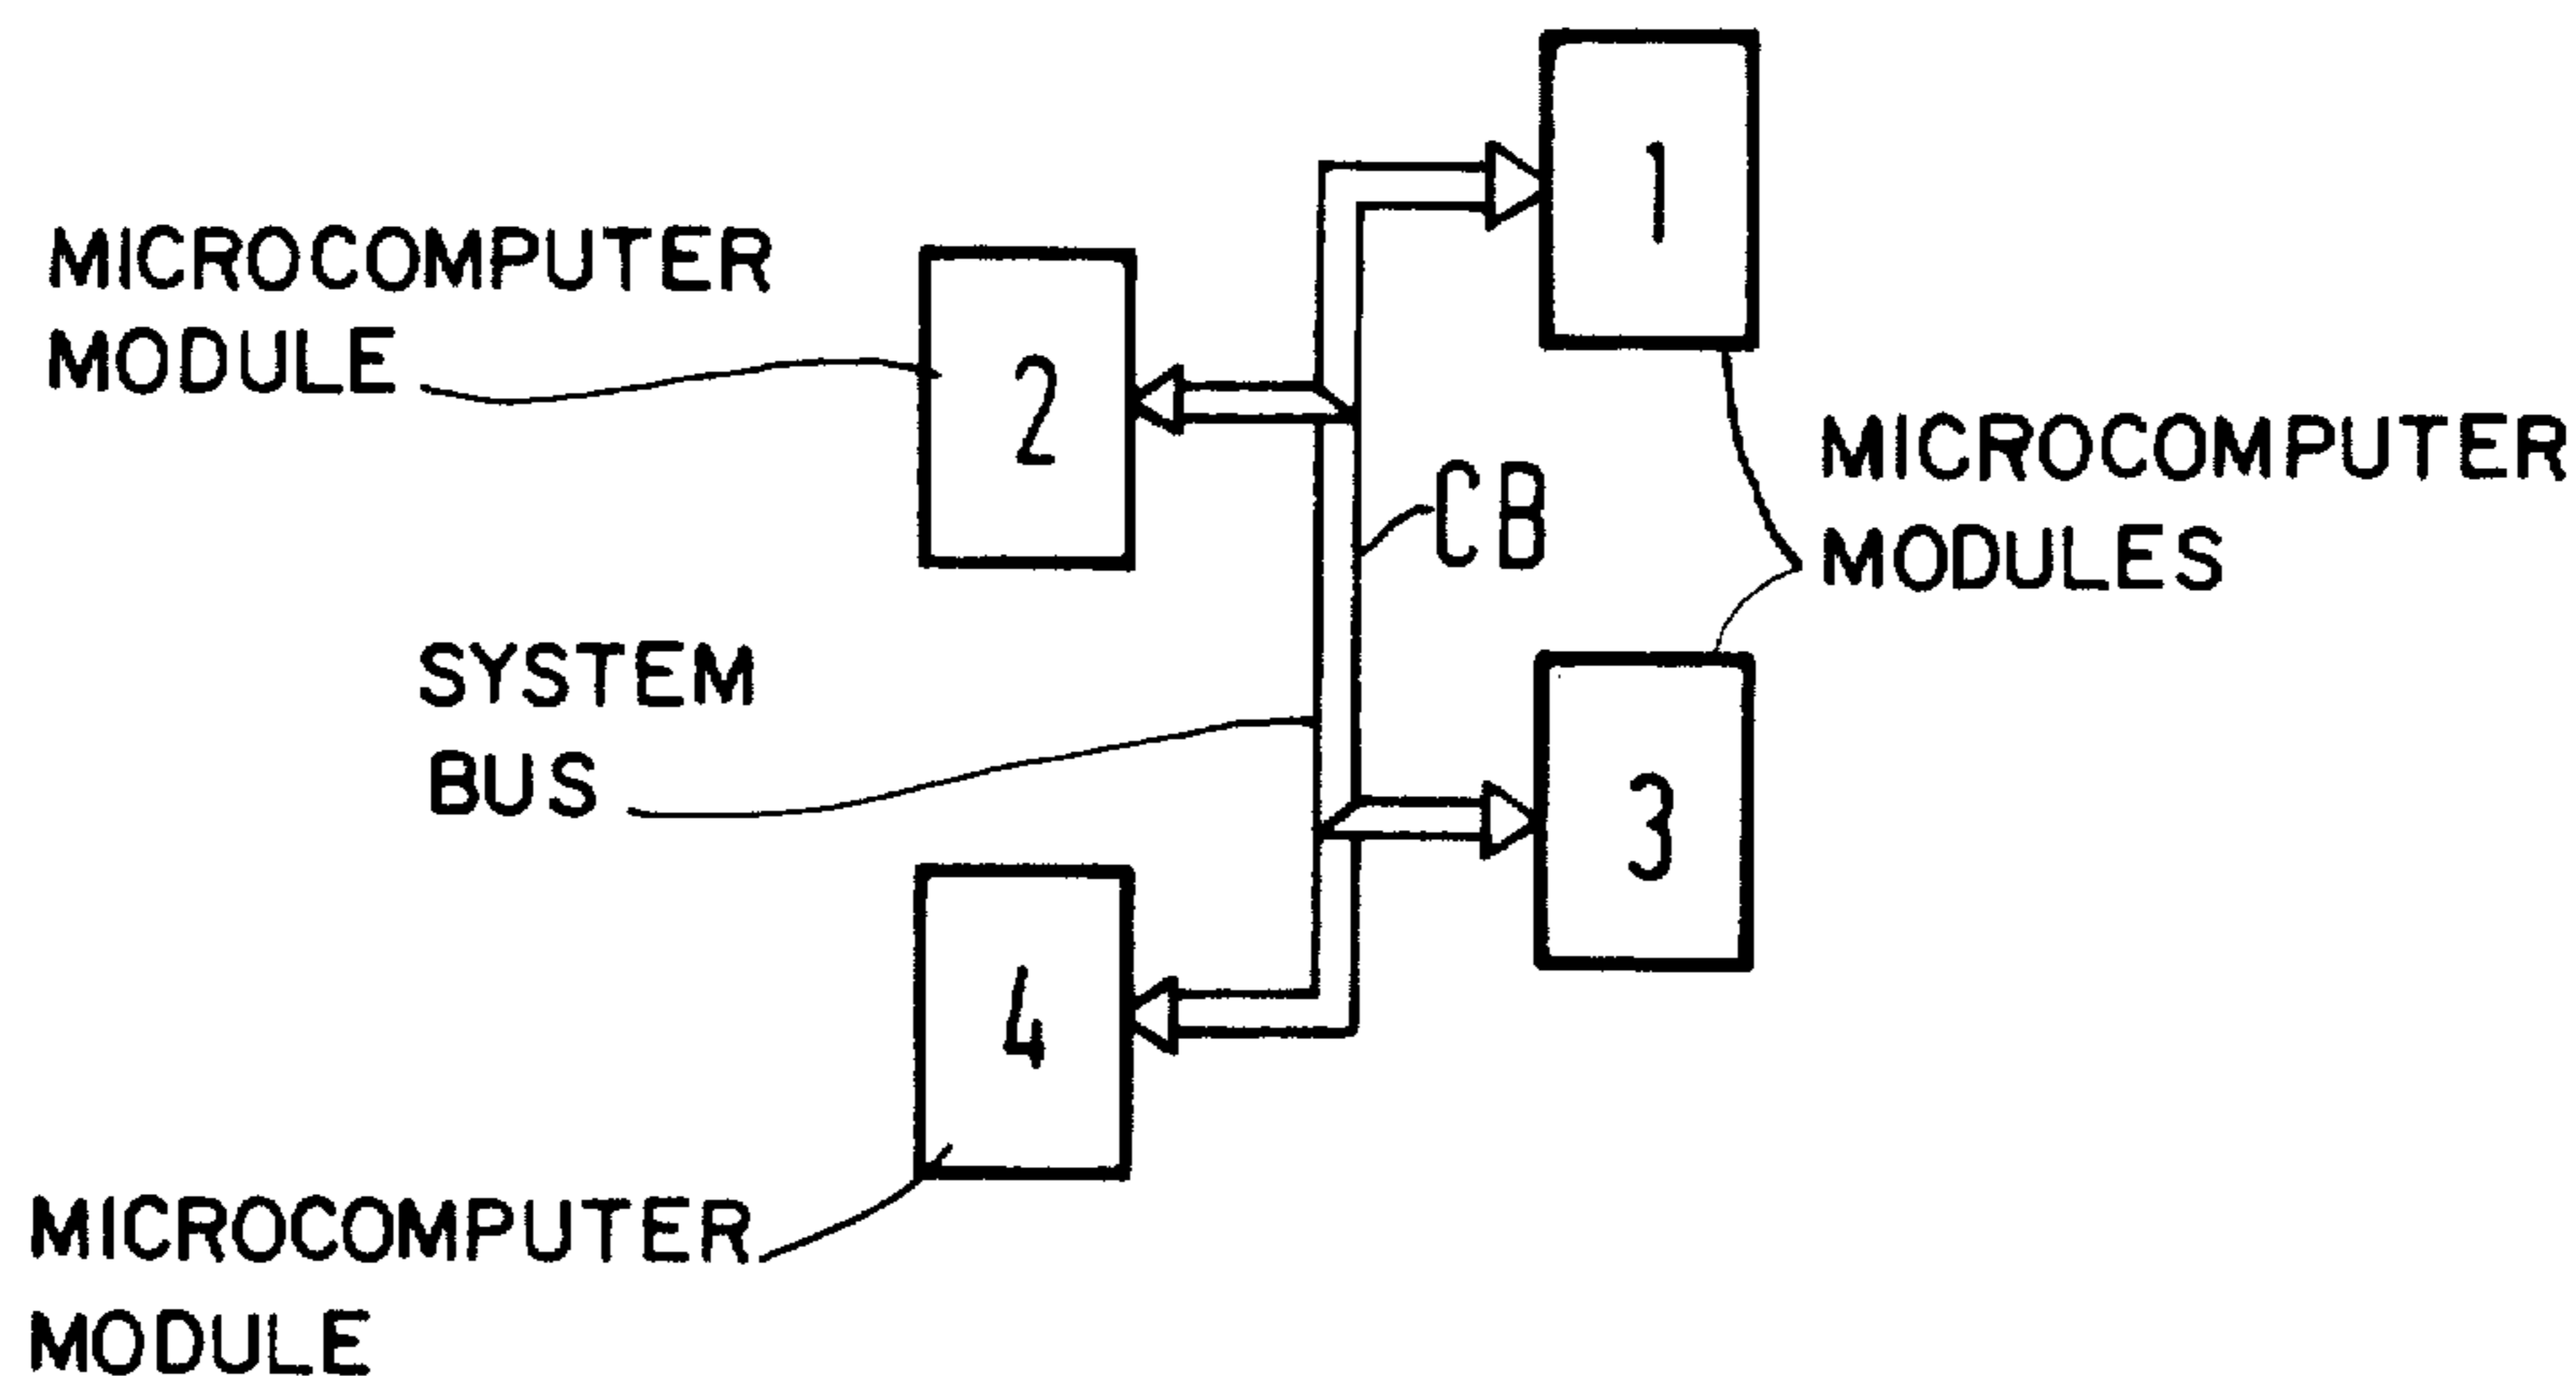 1
MICROCOMPUTER
MODULE
2
MICROCOMPUTER
MODULES
CB
SYSTEM
BUS
3
4
MICROCOMPUTER
MODULE